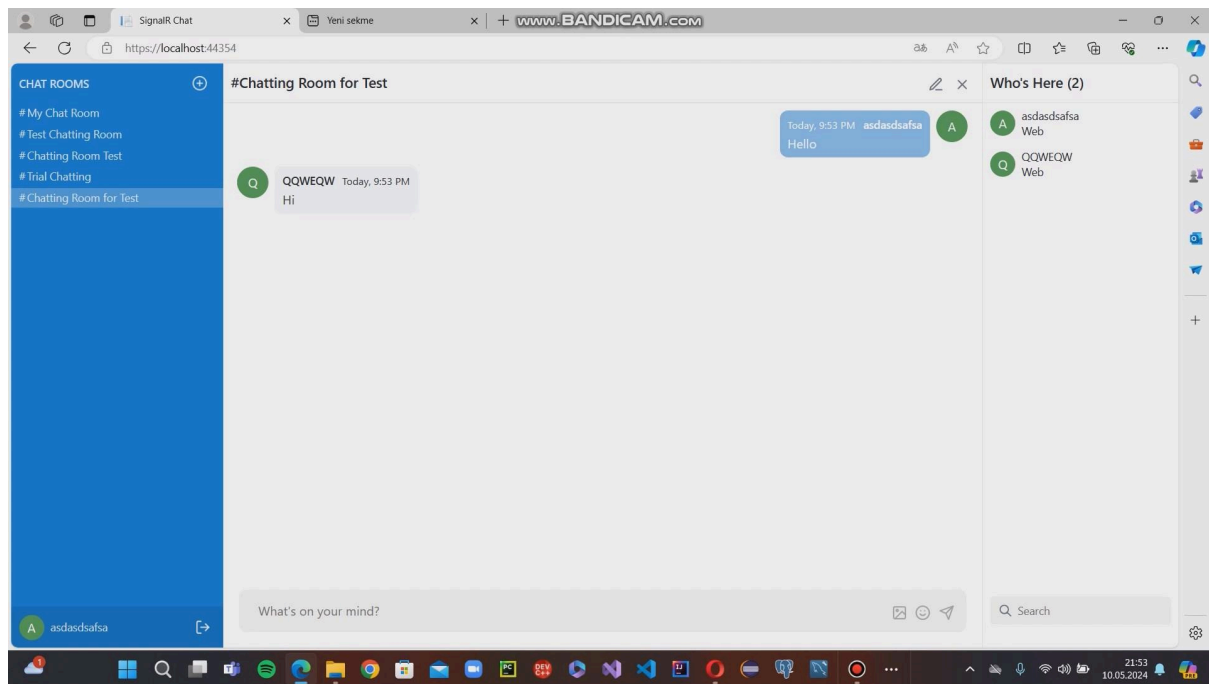 SignalR Chat
Yeni sekme
www.BANDICAM.com
https://localhost:44354
CHAT ROOMS
# My Chat Room
# Test Chatting Room
# Chatting Room Test
# Trial Chatting
# Chatting Room for Test
A asdasdsafsa
#Chatting Room for Test
Today, 9:53 PM asdasdsafsa
Hello
A
Q
QQWEQW Today, 9:53 PM
Hi
What's on your mind?
Who's Here (2)
A asdasdsafsa
Web
Q QQWEQW
Web
Search
21:53
10.05.2024